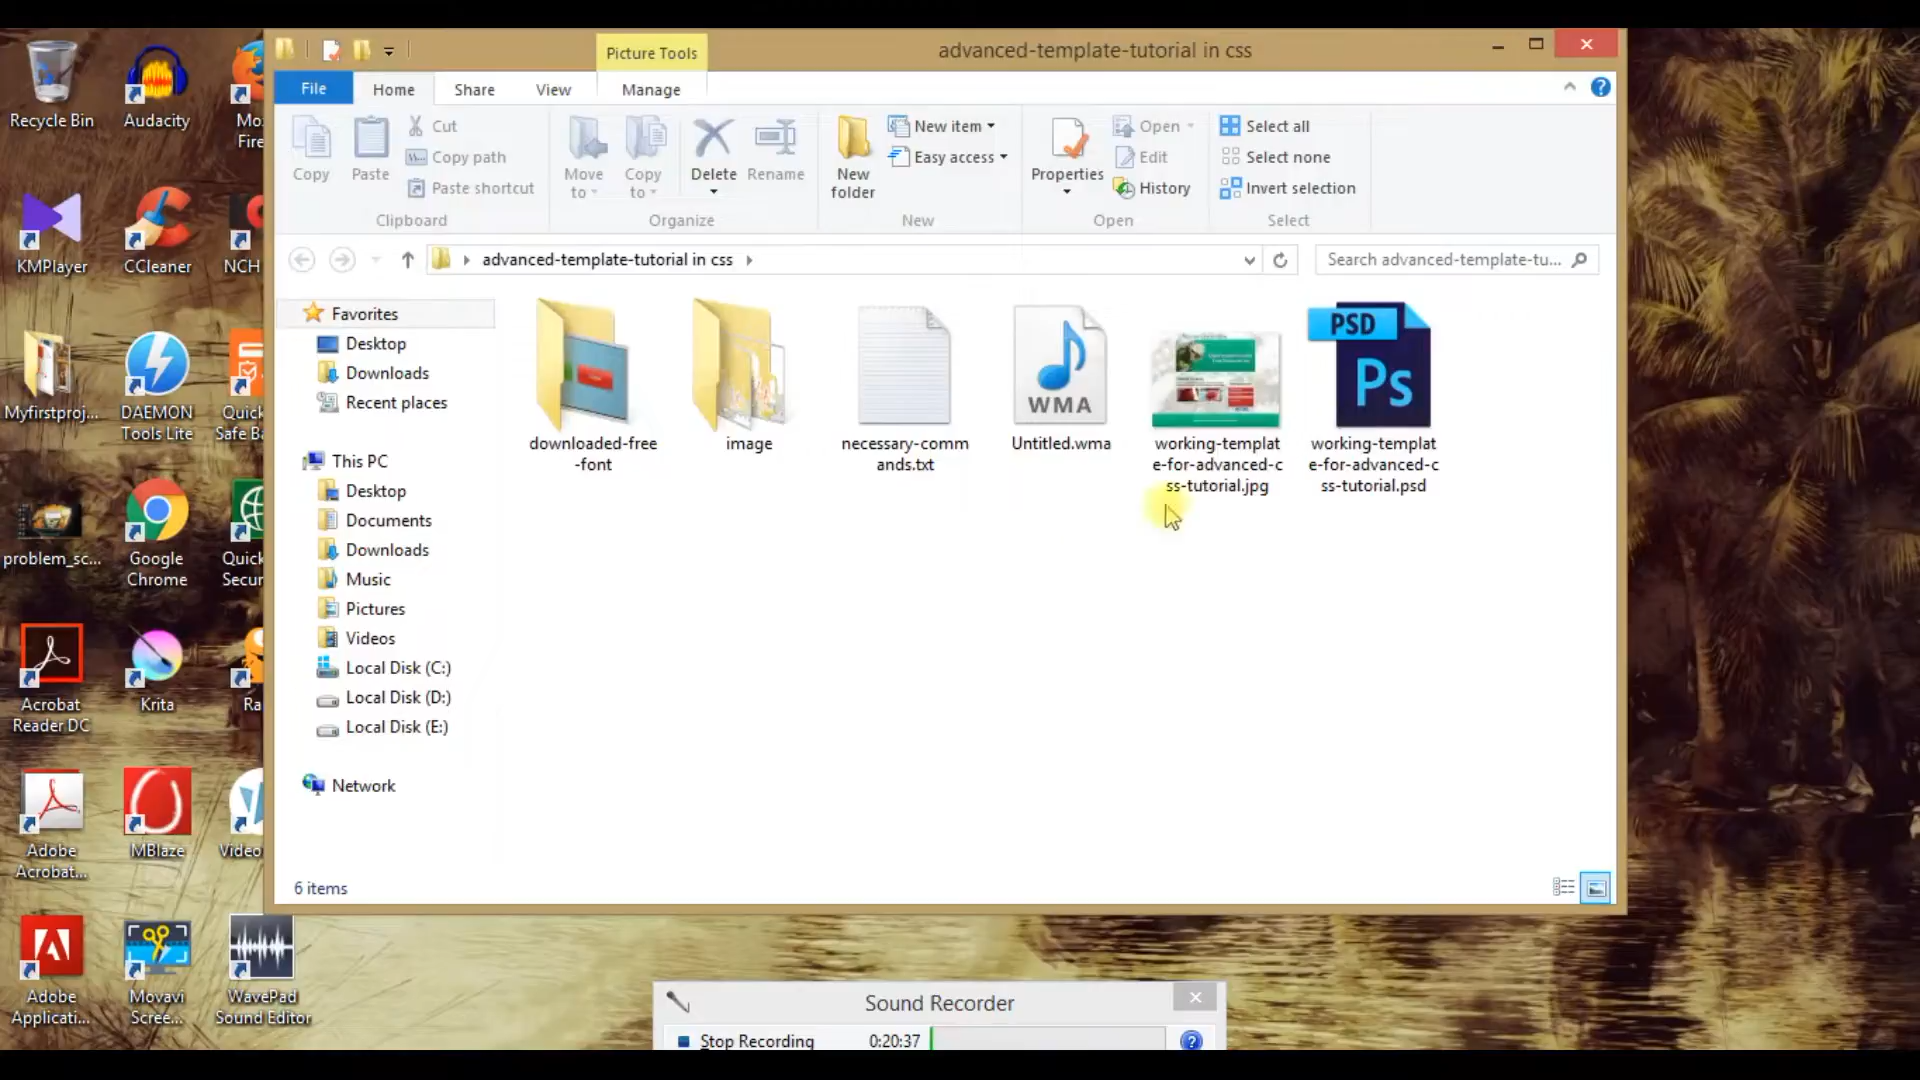 Picture Tools
advanced-template-tutorial in css
File
Home
Share
View
Manage
Copy
Paste
Cut
Copy path
Paste shortcut
Clipboard
Move
to
Copy
to
Delete
Rename
Organize
New
folder
New item
Easy access
New
Properties
Open
Edit
History
Open
Select all
Select none
Invert selection
Select
advanced-template-tutorial in css
Search advanced-template-tu...
Favorites
Desktop
Downloads
Recent places
This PC
Desktop
Documents
Downloads
Music
Pictures
Videos
Local Disk (C:)
Local Disk (D:)
Local Disk (E:)
Network
downloaded-free
-font
image
necessary-comm
ands.txt
WMA
Untitled.wma
working-templat
e-for-advanced-c
ss-tutorial.jpg
PSD
Ps
working-templat
e-for-advanced-c
ss-tutorial.psd
6 items
Recycle Bin
Audacity
Mo
Fire
KMPlayer
CCleaner
NCH
Myfirstproj...
DAEMON
Tools Lite
Quick
Safe Ba
problem_sc...
Google
Chrome
Quick
Secur
Acrobat
Reader DC
Krita
Ra
Adobe
Acrobat...
MBlaze
Video
Adobe
Applicati...
Movavi
Scree...
WavePad
Sound Editor
Sound Recorder
Stop Recording
0:20:37